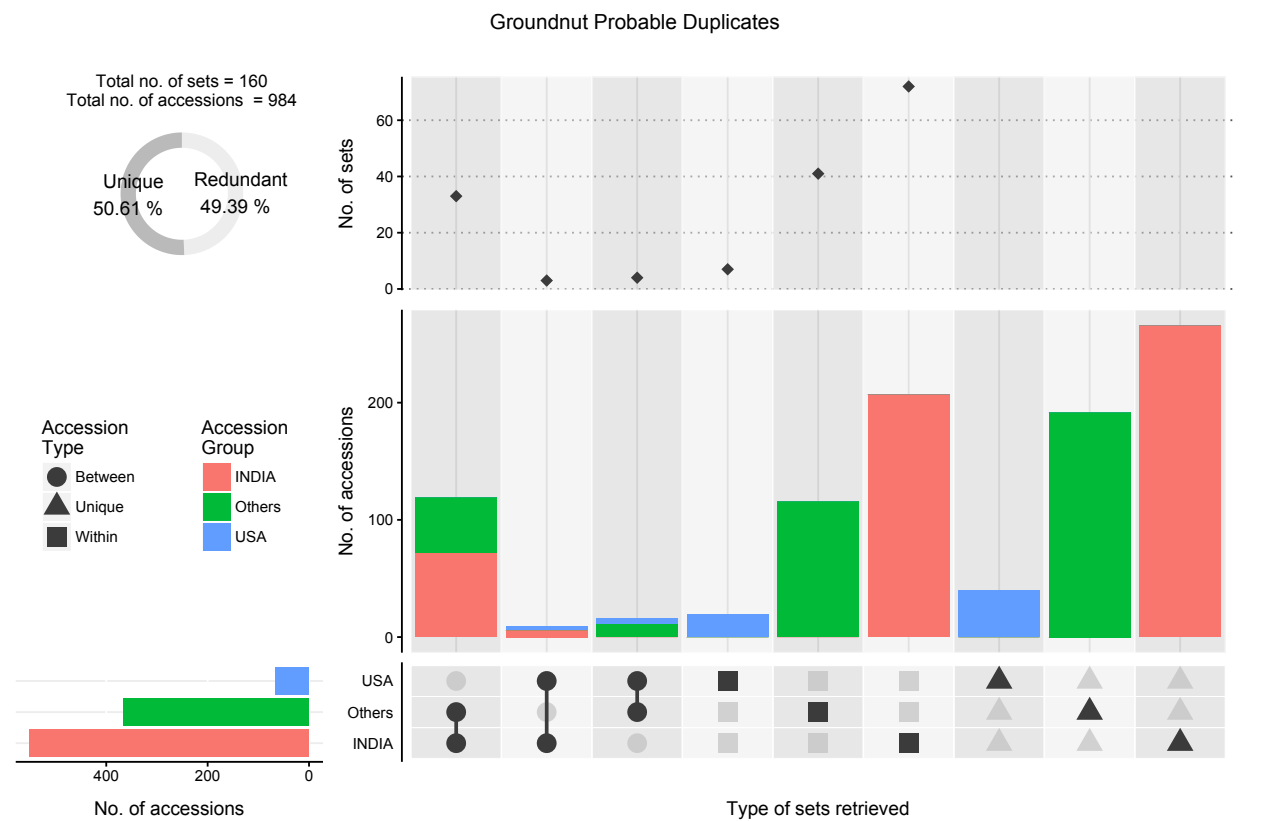 Groundnut Probable Duplicates
Total no. of sets = 160
Total no. of accessions  = 984
Unique
50.61 %
Redundant
49.39 %
No. of sets
60
40
20
0
Accession
Type
Between
Unique
Within
Accession
Group
INDIA
Others
USA
No. of accessions
200
100
0
USA
Others
INDIA
400
200
0
No. of accessions
Type of sets retrieved